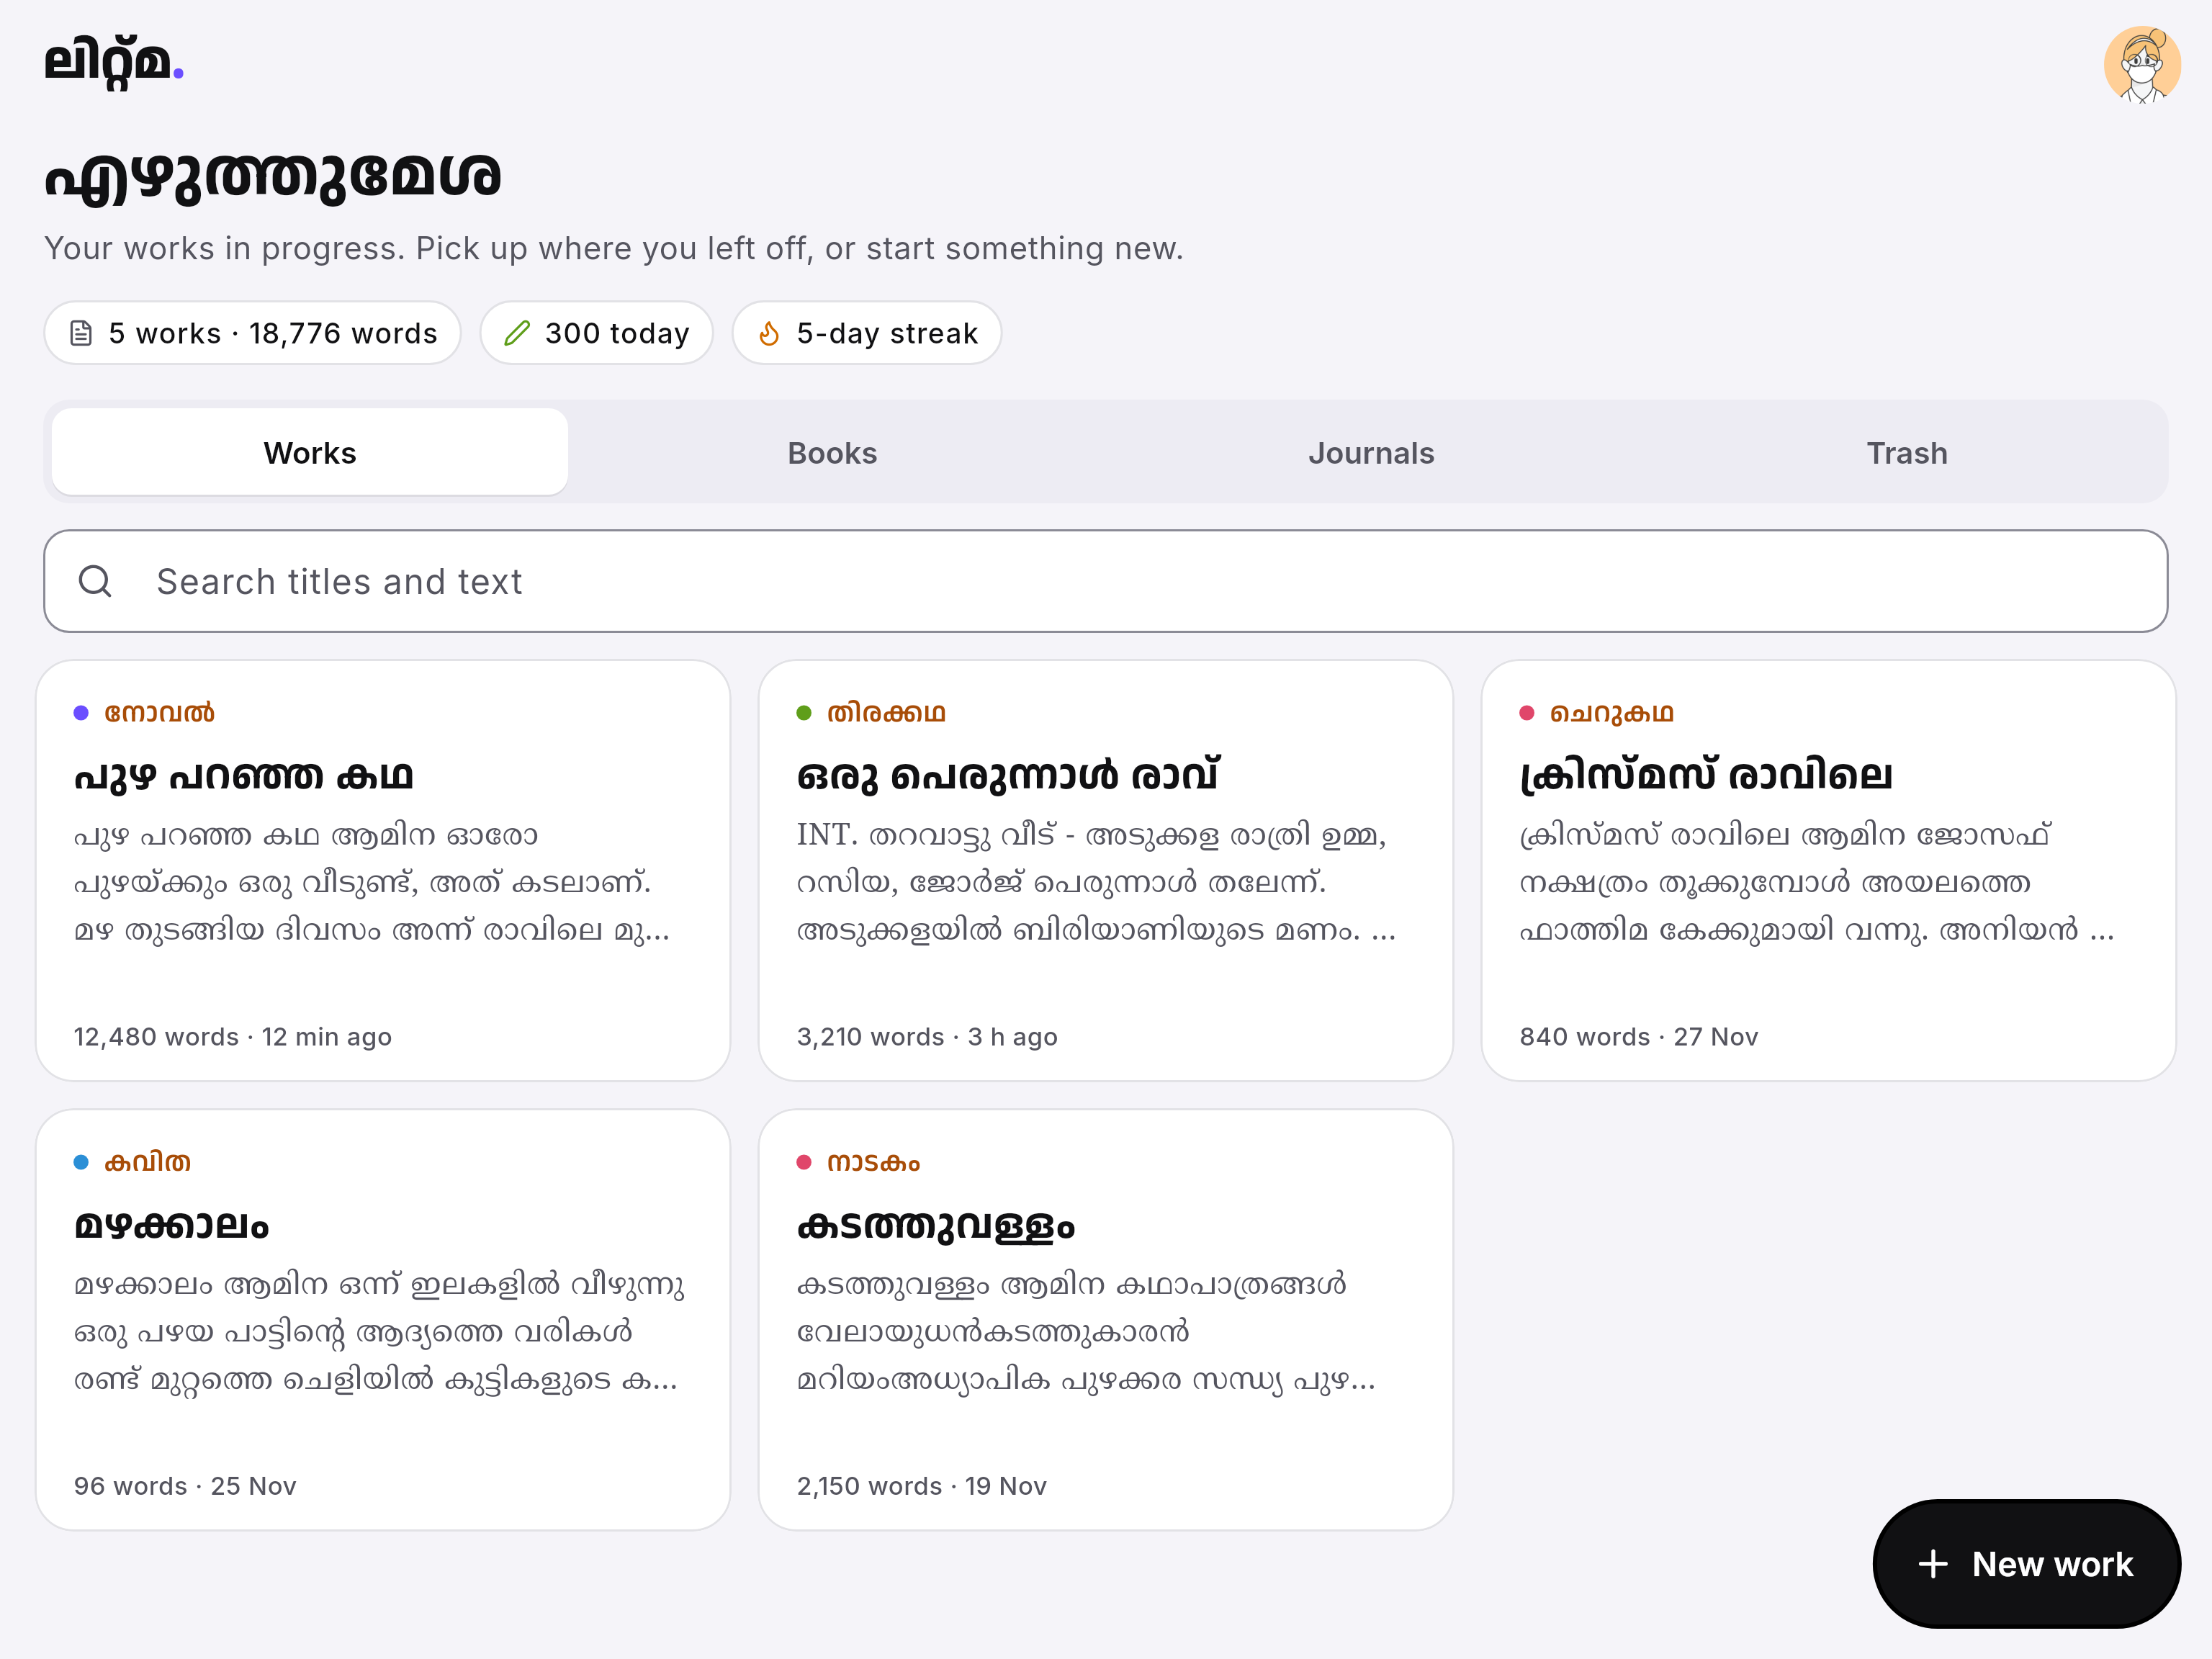 ലിറ്റ്മ.
എഴുത്തുമേശ
Your works in progress. Pick up where you left off, or start something new.
5 works · 18,776 words
300 today
5-day streak
Works
Books
Journals
Trash
Search titles and text
നോവൽ
പുഴ പറഞ്ഞ കഥ
പുഴ പറഞ്ഞ കഥ ആമിന ഓരോ
പുഴയ്ക്കും ഒരു വീടുണ്ട്, അത് കടലാണ്.
മഴ തുടങ്ങിയ ദിവസം അന്ന് രാവിലെ മു...
12,480 words · 12 min ago
തിരക്കഥ
ഒരു പെരുന്നാൾ രാവ്
INT. തറവാട്ടു വീട് - അടുക്കള രാത്രി ഉമ്മ,
റസിയ, ജോർജ് പെരുന്നാൾ തലേന്ന്.
അടുക്കളയിൽ ബിരിയാണിയുടെ മണം. ...
3,210 words · 3 h ago
ചെറുകഥ
ക്രിസ്മസ് രാവിലെ
ക്രിസ്മസ് രാവിലെ ആമിന ജോസഫ്
നക്ഷത്രം തൂക്കുമ്പോൾ അയലത്തെ
ഫാത്തിമ കേക്കുമായി വന്നു. അനിയൻ ...
840 words · 27 Nov
കവിത
മഴക്കാലം
മഴക്കാലം ആമിന ഒന്ന് ഇലകളിൽ വീഴുന്നു
ഒരു പഴയ പാട്ടിന്റെ ആദ്യത്തെ വരികൾ
രണ്ട് മുറ്റത്തെ ചെളിയിൽ കുട്ടികളുടെ ക...
96 words · 25 Nov
നാടകം
കടത്തുവള്ളം
കടത്തുവള്ളം ആമിന കഥാപാത്രങ്ങൾ
വേലായുധൻകടത്തുകാരൻ
മറിയംഅധ്യാപിക പുഴക്കര സന്ധ്യ പുഴ...
2,150 words · 19 Nov
New work